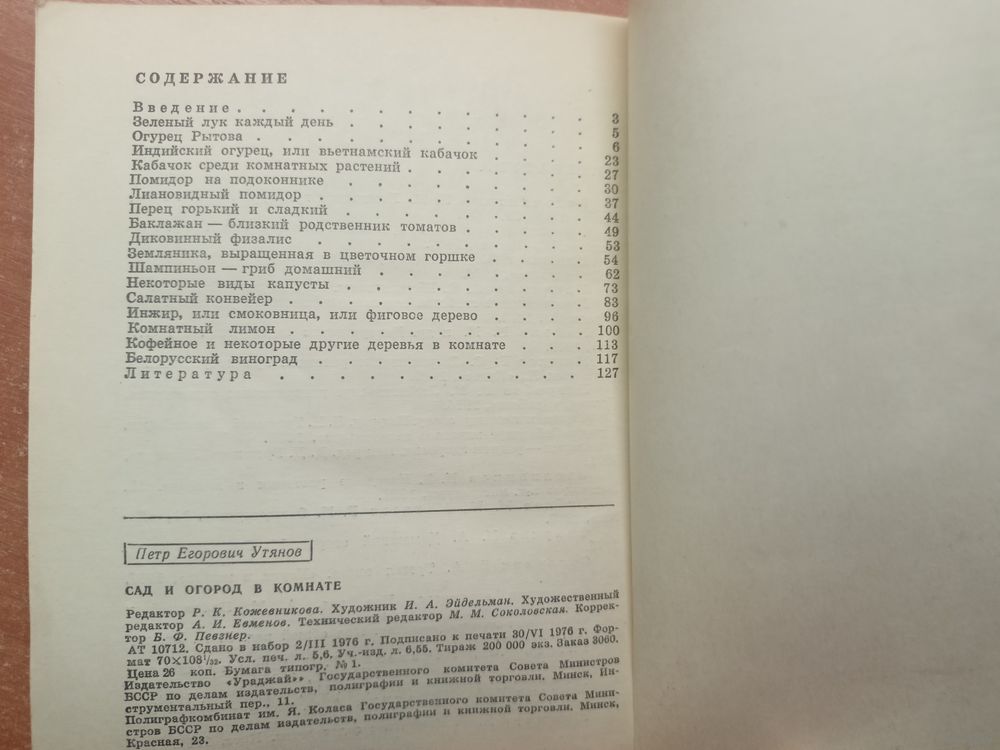 СОДЕРЖАНИЕ
Введение . . . . . . . . . . . 3
Зеленый лук каждый день . . . . . . . 5
Огурец Рытова . . . . . . . . . . 6
Индийский огурец, или вьетнамский кабачок . . . 23
Кабачок среди комнатных растений . . . . . 27
Помидор на подоконнике . . . . . . . 30
Лиановидный помидор . . . . . . . . 37
Перец горький и сладкий . . . . . . . 44
Баклажан — близкий родственник томатов . . . . 49
Диковинный физалис . . . . . . . . 53
Земляника, выращенная в цветочном горшке . . . 54
Шампиньон — гриб домашний . . . . . . 62
Некоторые виды капусты . . . . . . . 73
Салатный конвейер . . . . . . . . . 83
Инжир, или смоковница, или фиговое дерево . . . 96
Комнатный лимон . . . . . . . . . 100
Кофейное и некоторые другие деревья в комнате . . . 113
Белорусский виноград . . . . . . . . 117
Литература . . . . . . . . . 127
Петр Егорович Утянов
САД И ОГОРОД В КОМНАТЕ
Редактор Р. К. Кожевникова. Художник И. А. Эйдельман. Художественный
редактор А. И. Евменов. Технический редактор М. М. Соколовская. Коррек-
тор Б. Ф. Певзнер.
АТ 10712. Сдано в набор 2/III 1976 г. Подписано к печати 30/VI 1976 г. Фор-
мат 70×108¹/₃₂. Усл. печ. л. 5,6. Уч.-изд. л. 6,55. Тираж 200 000 экз. Заказ 3060.
Цена 26 коп. Бумага типогр. № 1.
Издательство «Ураджай» Государственного комитета Совета Министров
БССР по делам издательств, полиграфии и книжной торговли. Минск, Ин-
струментальный пер., 11.
Полиграфкомбинат им. Я. Коласа Государственного комитета Совета Мини-
стров БССР по делам издательств, полиграфии и книжной торговли. Минск,
Красная, 23.